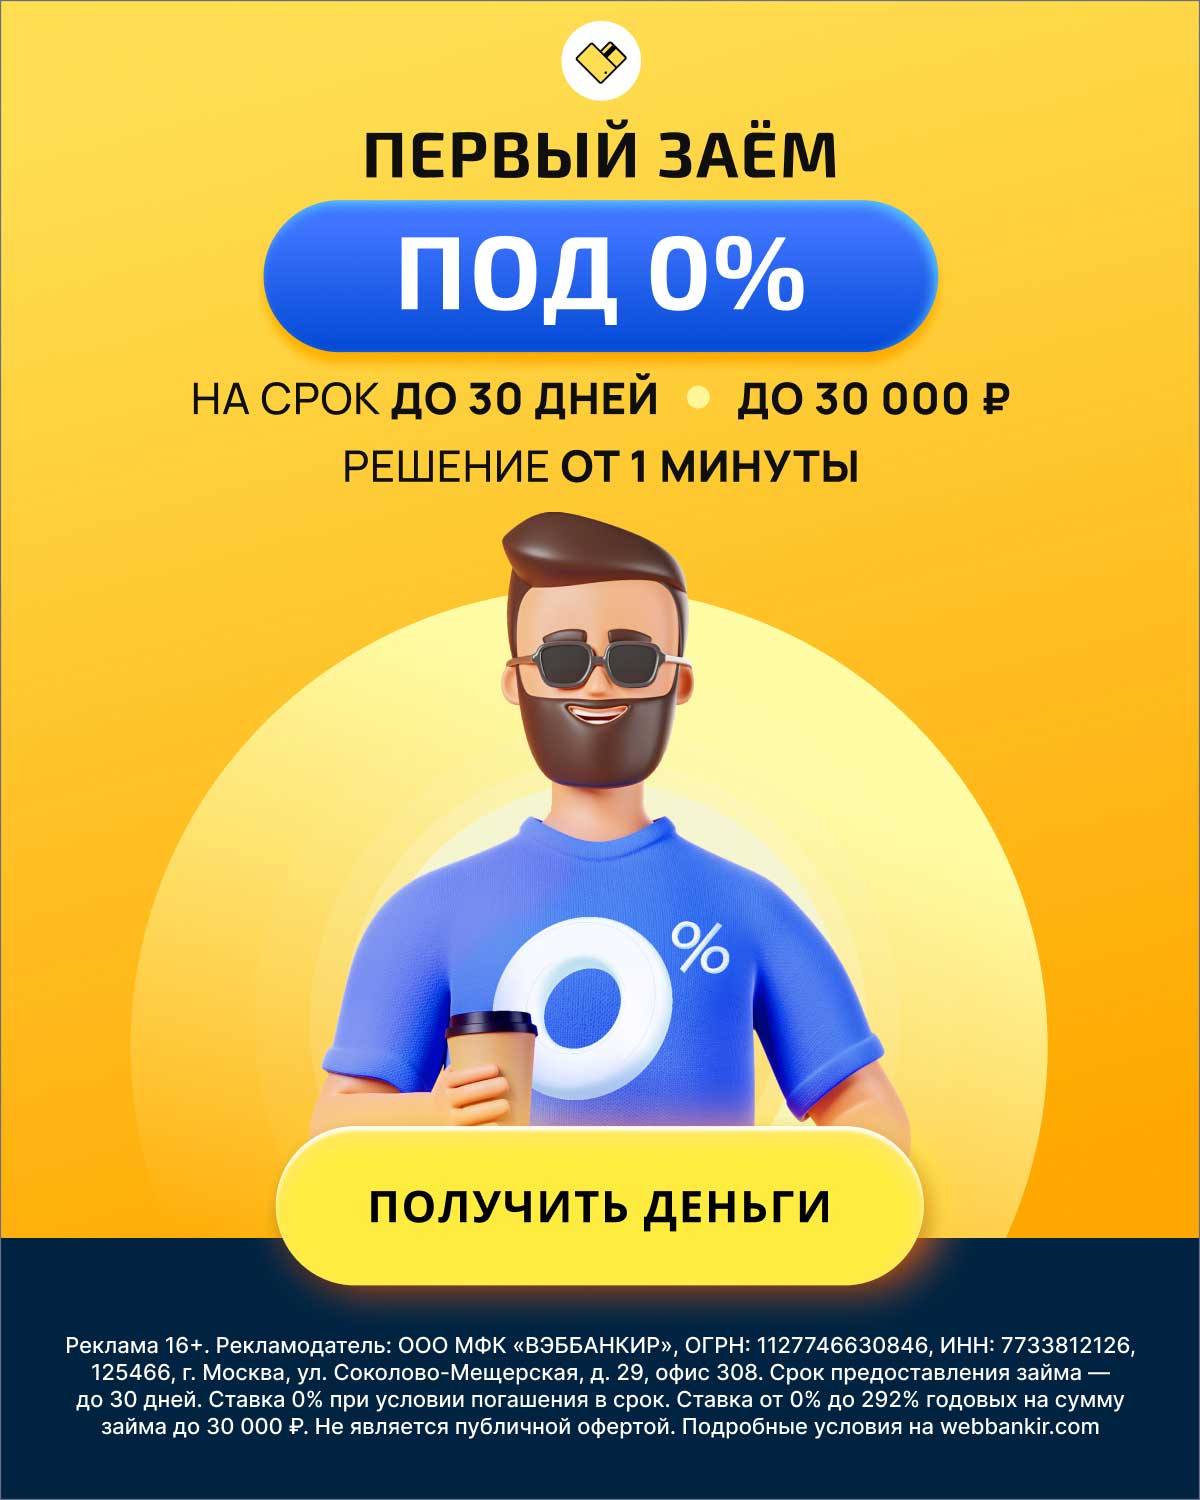 ПЕРВЫЙ ЗАЁМ
ПОД 0%
НА СРОК ДО 30 ДНЕЙ ● ДО 30 000 ₽
РЕШЕНИЕ ОТ 1 МИНУТЫ
0%
ПОЛУЧИТЬ ДЕНЬГИ
Реклама 16+. Рекламодатель: ООО МФК «ВЭББАНКИР», ОГРН: 1127746630846, ИНН: 7733812126,
125466, г. Москва, ул. Соколово-Мещерская, д. 29, офис 308. Срок предоставления займа —
до 30 дней. Ставка 0% при условии погашения в срок. Ставка от 0% до 292% годовых на сумму
займа до 30 000 ₽. Не является публичной офертой. Подробные условия на webbankir.com